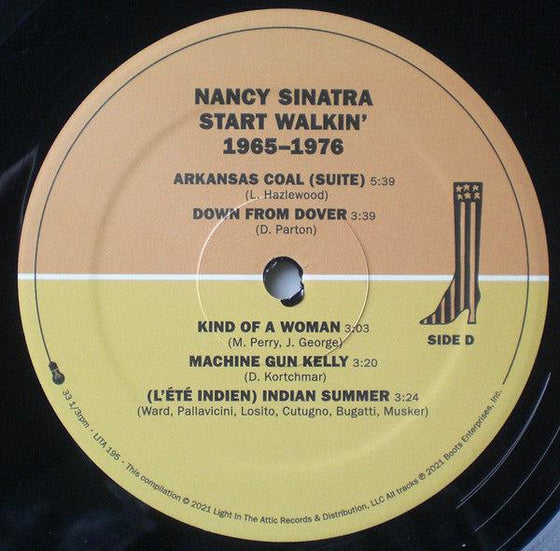 NANCY SINATRA
START WALKIN'
1965–1976
ARKANSAS COAL (SUITE) 5:39
(L. Hazlewood)
DOWN FROM DOVER 3:39
(D. Parton)
SIDE D
KIND OF A WOMAN 3:03
(M. Perry, J. George)
MACHINE GUN KELLY 3:20
(D. Kortchmar)
(L'ÉTÉ INDIEN) INDIAN SUMMER 3:24
(Ward, Pallavicini, Losito, Cutugno, Bugatti, Musker)
33 1/3rpm · LITA 195 · This compilation © 2021 Light In The Attic Records & Distribution, LLC All tracks ℗ 2021 Boots Enterprises, Inc.